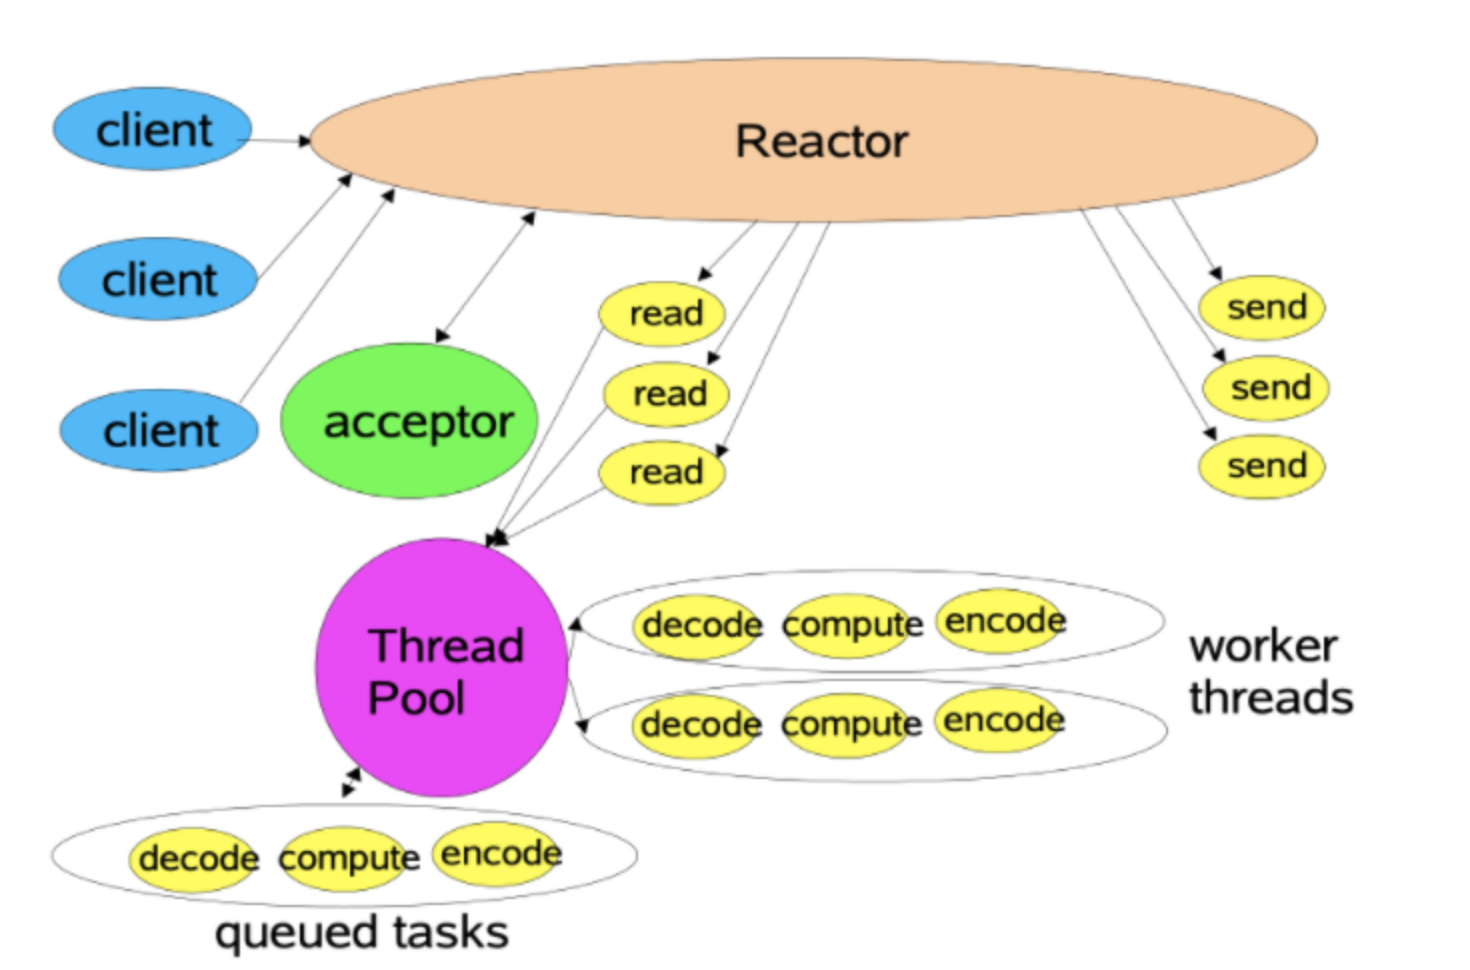 client
Reactor
client
client
acceptor
read
read
read
send
send
send
Thread
Pool
decode compute encode
decode compute encode
worker
threads
decode compute encode
queued tasks